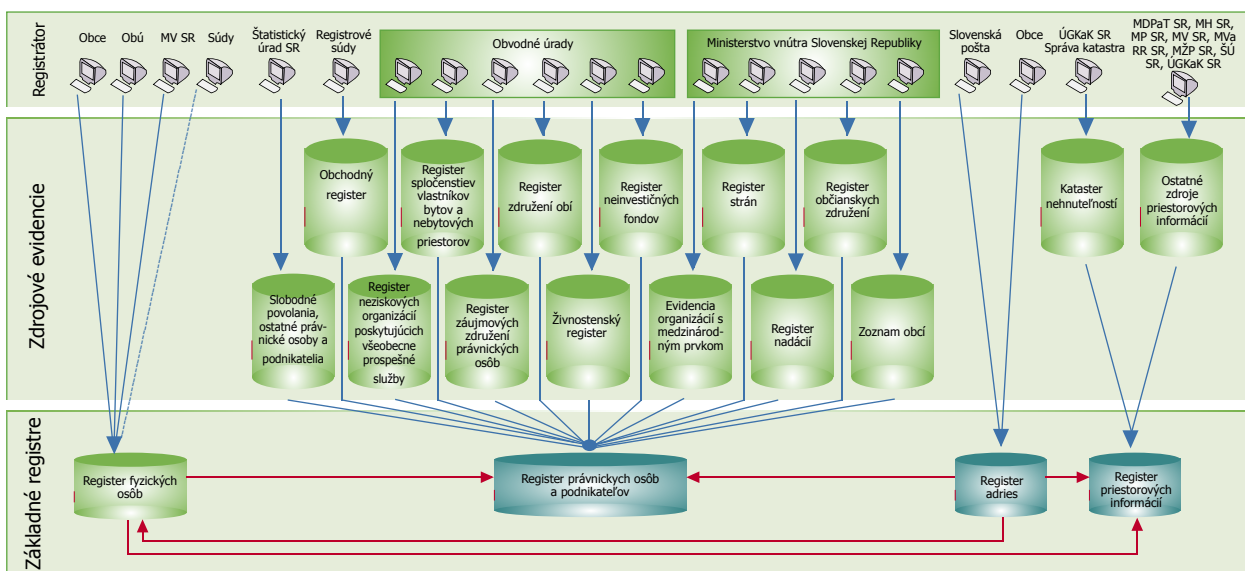 Registrátor
Obce
Obú
MV SR
Súdy
Štatistický
úrad SR
Registrové
súdy
Obvodné úrady
Ministerstvo vnútra Slovenskej Republiky
Slovenská
pošta
Obce
ÚGKaK SR
Správa katastra
MDPaT SR, MH SR,
MP SR, MV SR, MVa
RR SR, MŽP SR, ŠÚ
SR, ÚGKaK SR
Zdrojové evidencie
Obchodný
register
Register
spločenstiev
vlastníkov
bytov a
nebytových
priestorov
Register
združení obí
Register
neinvestičných
fondov
Register
strán
Register
občianskych
združení
Kataster
nehnuteľností
Ostatné
zdroje
priestorových
informácií
Slobodné
povolania,
ostatné práv-
nické osoby a
podnikatelia
Register
neziskových
organizácií
poskytujúcich
všeobecne
prospešné
služby
Register
záujmových
združení
právnických
osôb
Živnostenský
register
Evidencia
organizácií s
medzinárod-
ným prvkom
Register
nadácií
Zoznam obcí
Základné registre
Register fyzických
osôb
Register právnickych osôb
a podnikateľov
Register
adries
Register
priestorových
informácií